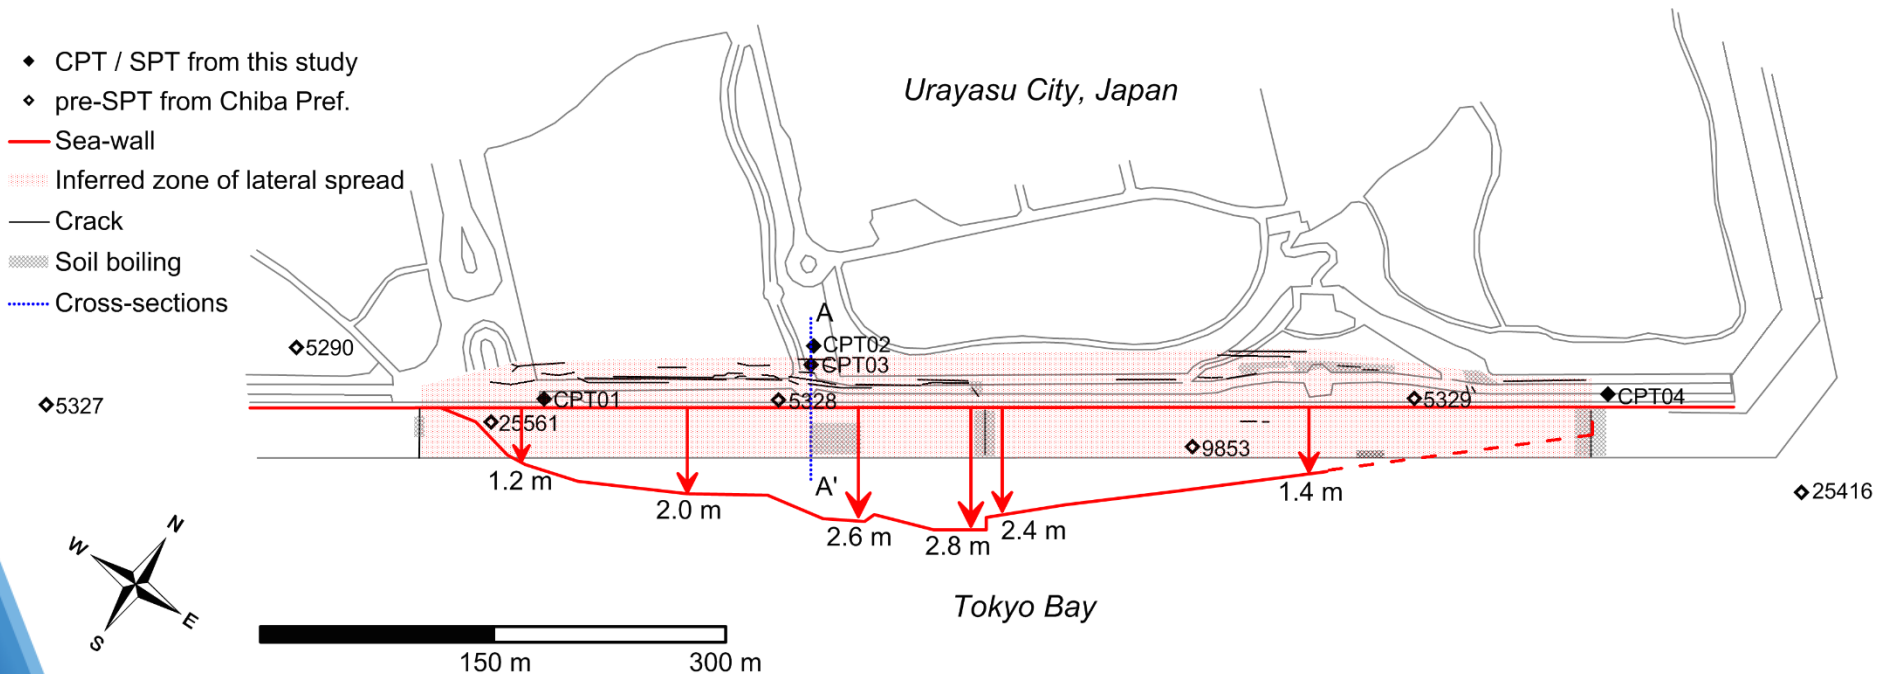 CPT / SPT from this study
pre-SPT from Chiba Pref.
Sea-wall
Inferred zone of lateral spread
Crack
Soil boiling
Cross-sections
Urayasu City, Japan
A
CPT02
CPT03
5290
5327
CPT01
5328
5329
CPT04
25561
9853
A'
25416
1.2 m
2.0 m
2.6 m
2.8 m
2.4 m
1.4 m
N
W
E
S
Tokyo Bay
150 m
300 m